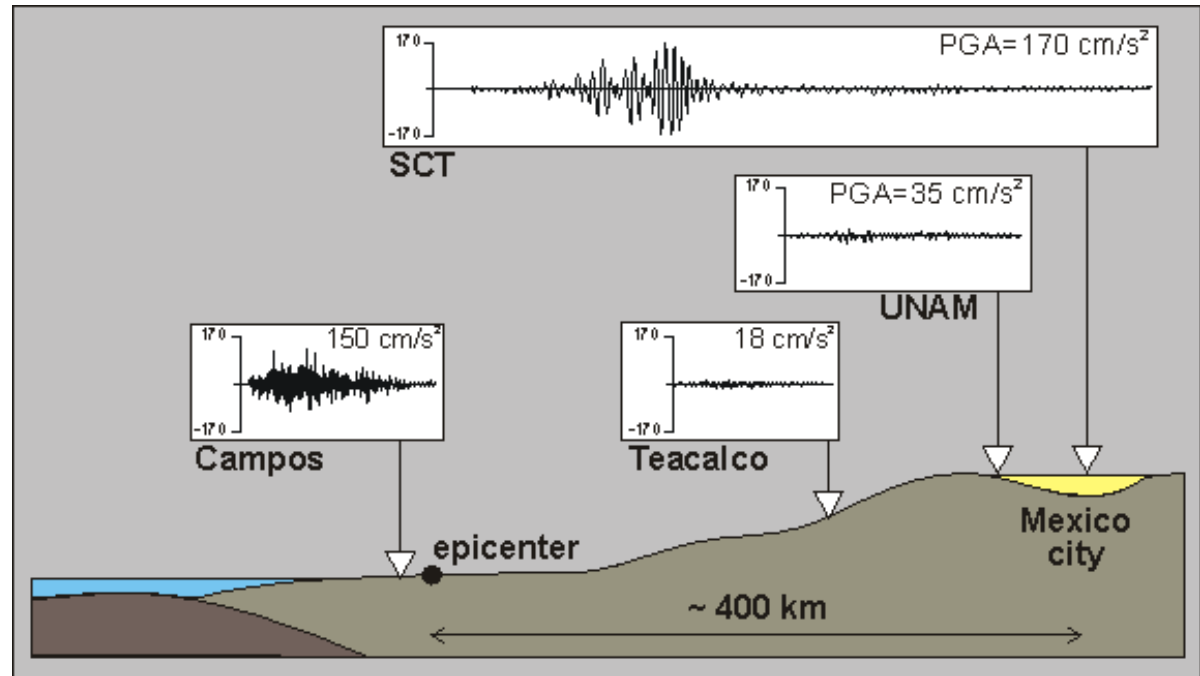 170
PGA=170 cm/s²
-170
SCT
170
PGA=35 cm/s²
-170
UNAM
170
150 cm/s²
-170
Campos
170
18 cm/s²
-170
Teacalco
epicenter
Mexico
city
~ 400 km